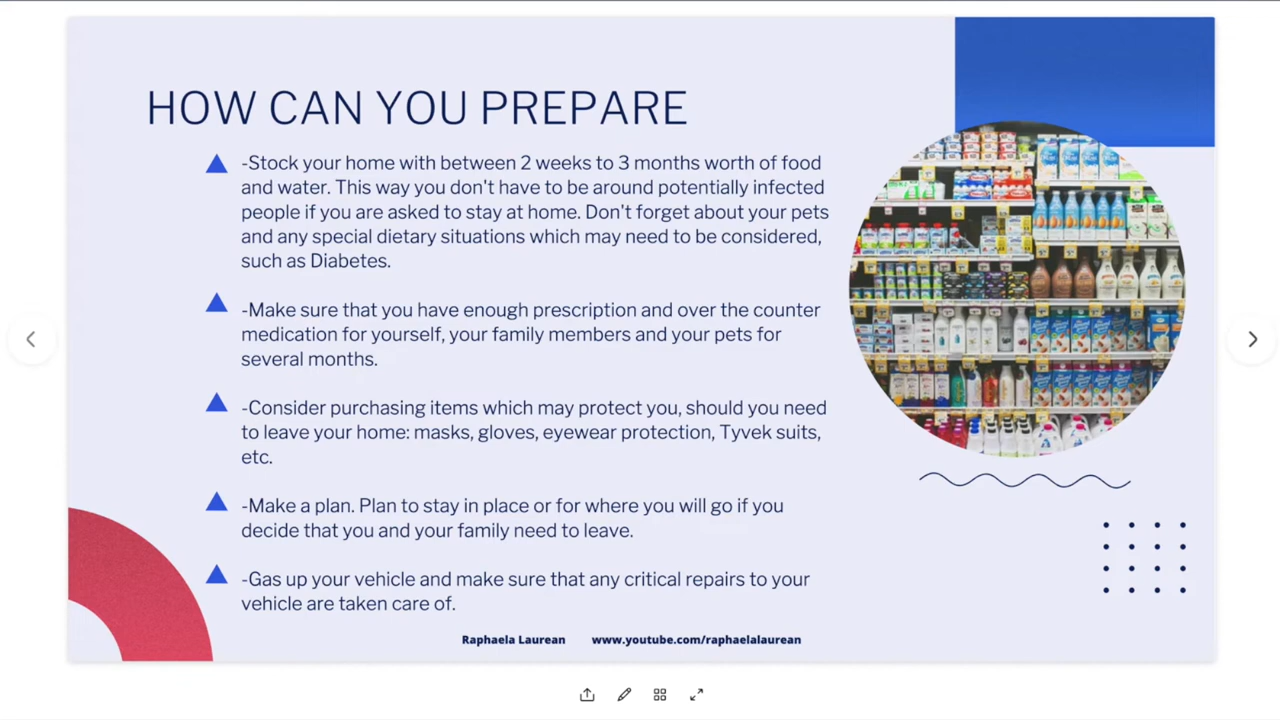 HOW CAN YOU PREPARE
-Stock your home with between 2 weeks to 3 months worth of food
and water. This way you don't have to be around potentially infected
people if you are asked to stay at home. Don't forget about your pets
and any special dietary situations which may need to be considered,
such as Diabetes.
-Make sure that you have enough prescription and over the counter
medication for yourself, your family members and your pets for
several months.
-Consider purchasing items which may protect you, should you need
to leave your home: masks, gloves, eyewear protection, Tyvek suits,
etc.
-Make a plan. Plan to stay in place or for where you will go if you
decide that you and your family need to leave.
-Gas up your vehicle and make sure that any critical repairs to your
vehicle are taken care of.
Raphaela Laurean www.youtube.com/raphaelalaurean